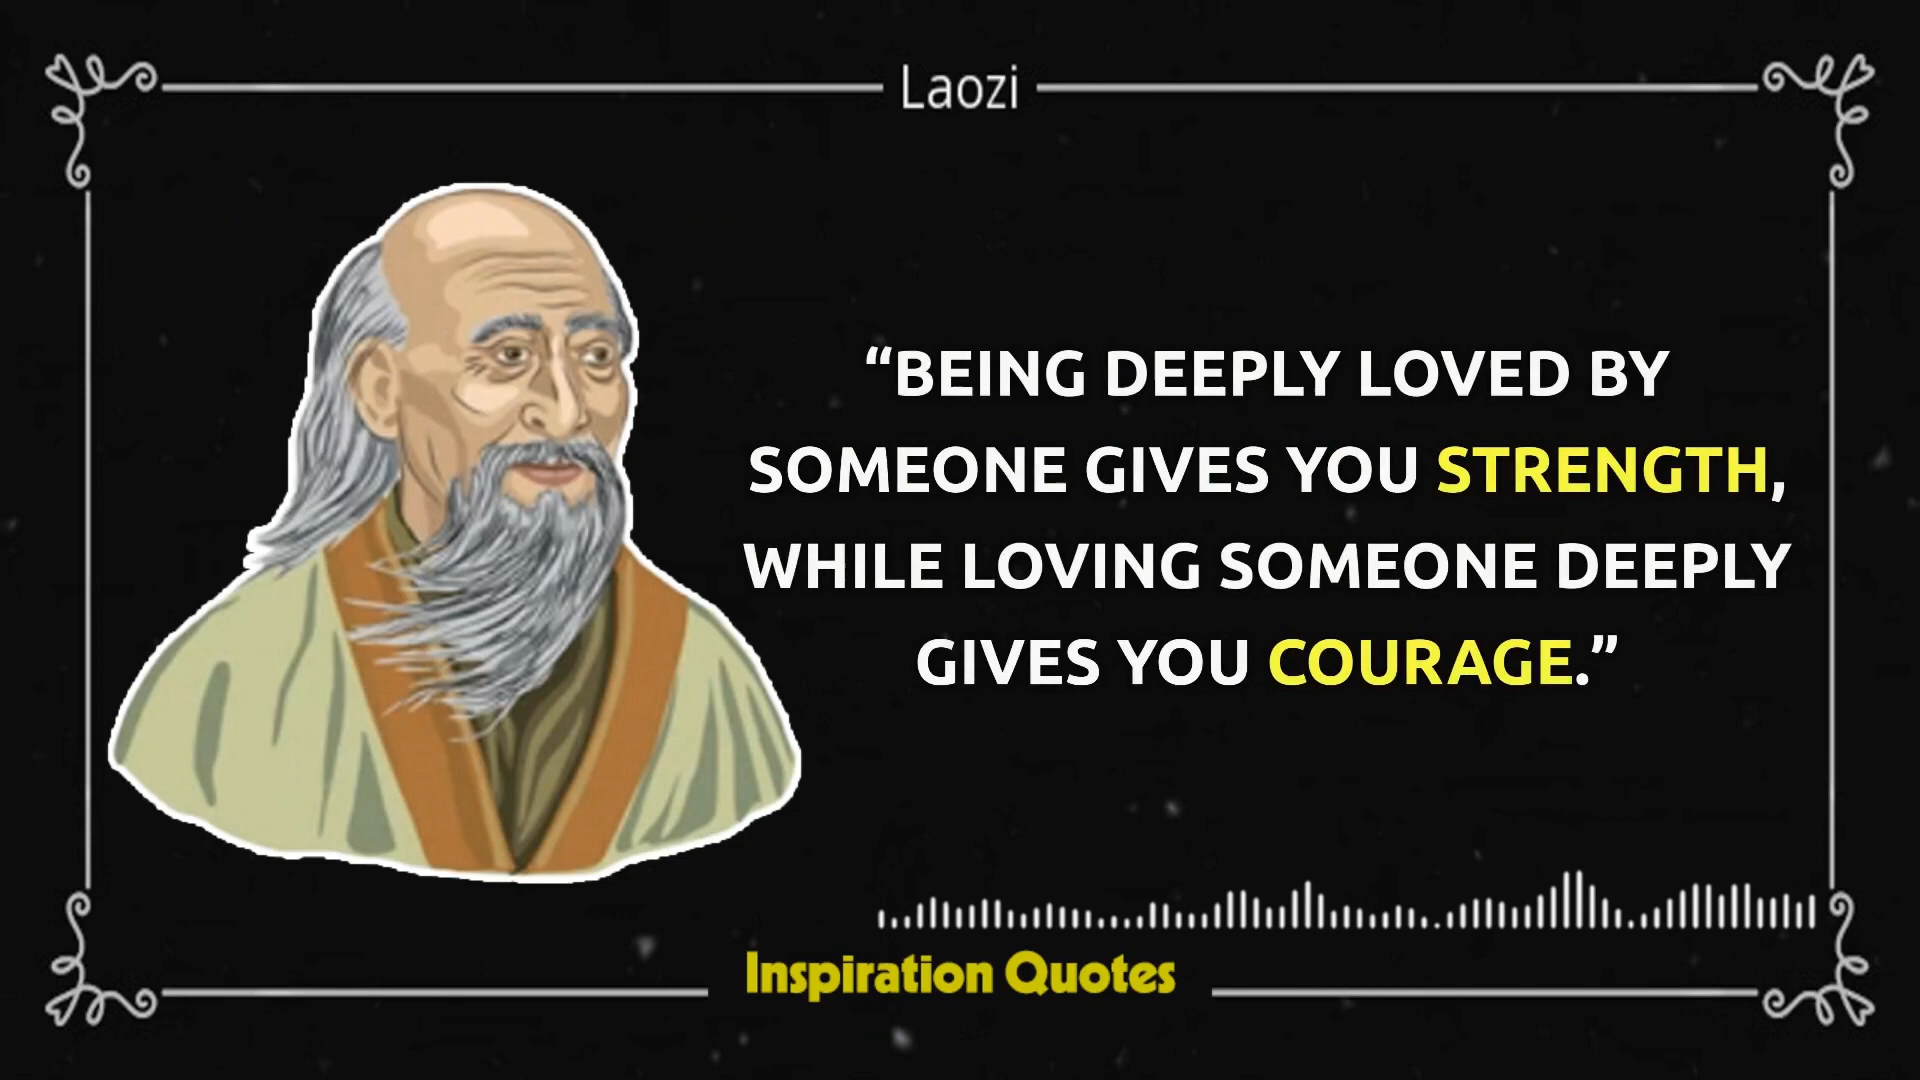 Laozi
“BEING DEEPLY LOVED BY
SOMEONE GIVES YOU STRENGTH,
WHILE LOVING SOMEONE DEEPLY
GIVES YOU COURAGE.”
Inspiration Quotes